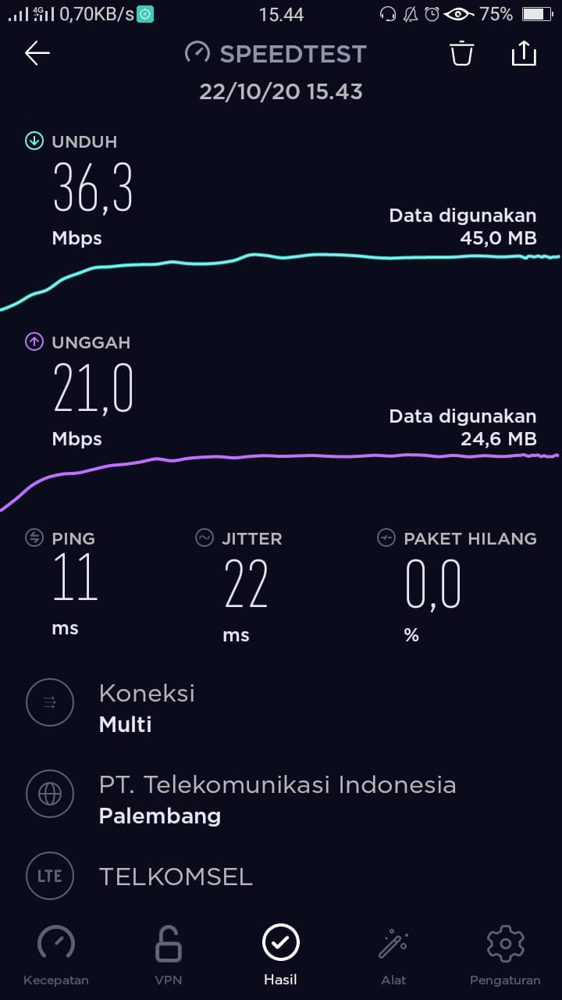 4G 0,70KB/s 15.44 75%
SPEEDTEST
22/10/20 15.43
UNDUH
36,3
Mbps
Data digunakan
45,0 MB
UNGGAH
21,0
Mbps
Data digunakan
24,6 MB
PING JITTER PAKET HILANG
11 22 0,0
ms ms %
Koneksi
Multi
PT. Telekomunikasi Indonesia
Palembang
LTE TELKOMSEL
Kecepatan VPN Hasil Alat Pengaturan